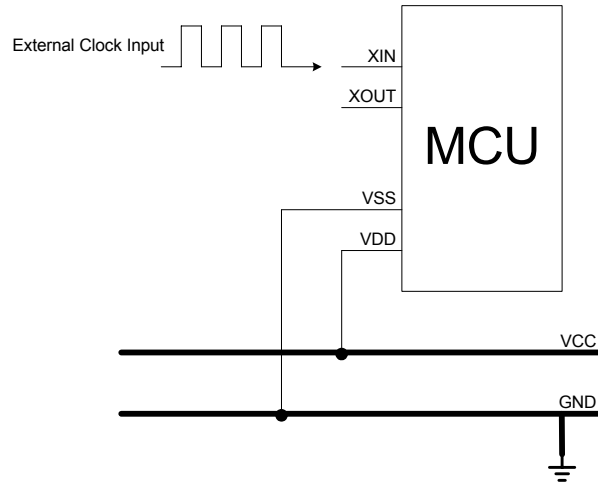 External Clock Input
XIN
XOUT
MCU
VSS
VDD
VCC
GND